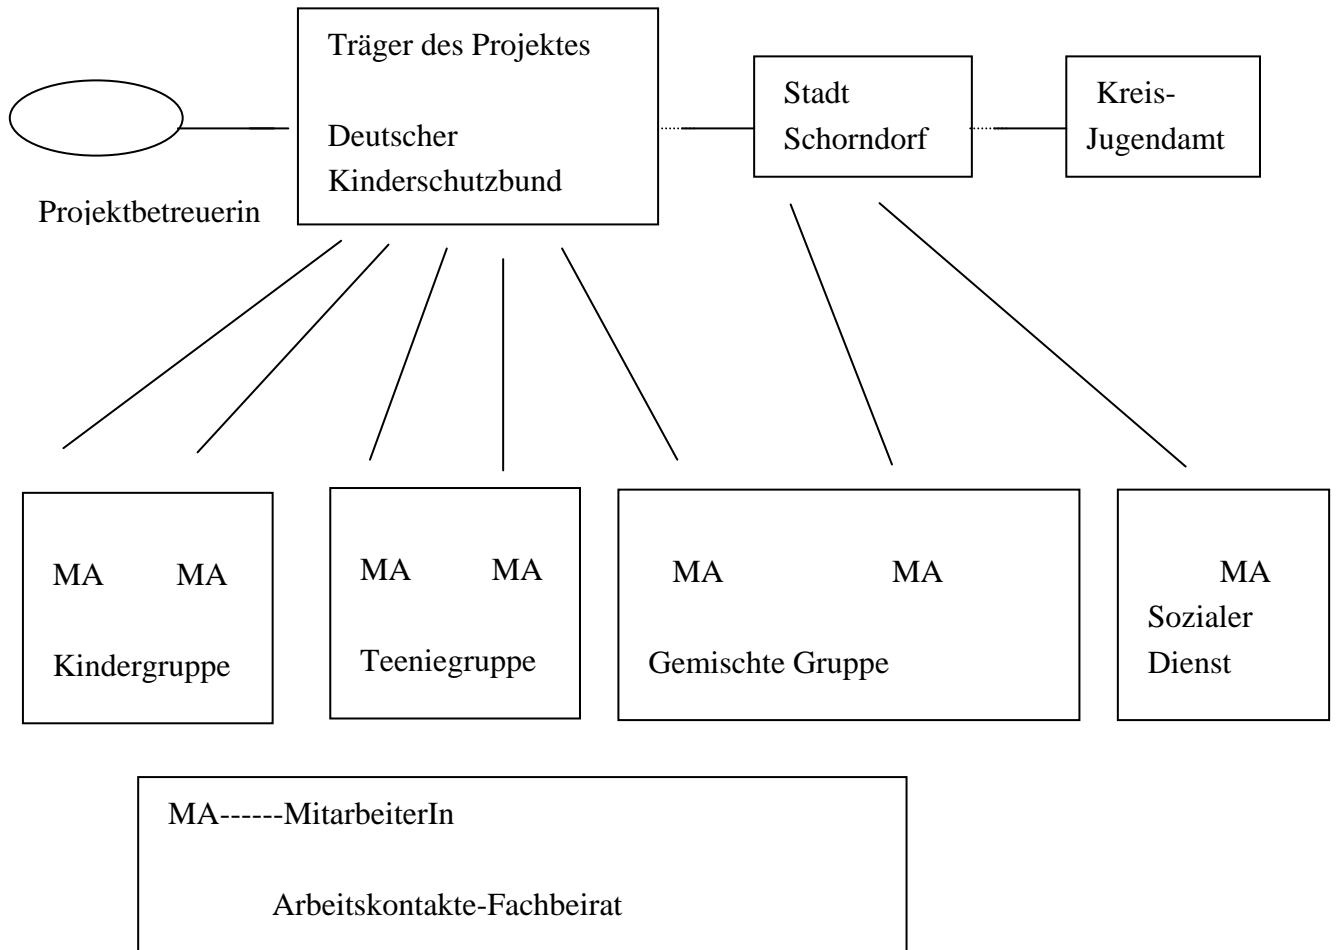 Träger des Projektes
Deutscher
Kinderschutzbund
Stadt
Schorndorf
Kreis-
Jugendamt
Projektbetreuerin
MA MA
Kindergruppe
MA MA
Teeniegruppe
MA MA
Gemischte Gruppe
MA
Sozialer
Dienst
MA------MitarbeiterIn
Arbeitskontakte-Fachbeirat